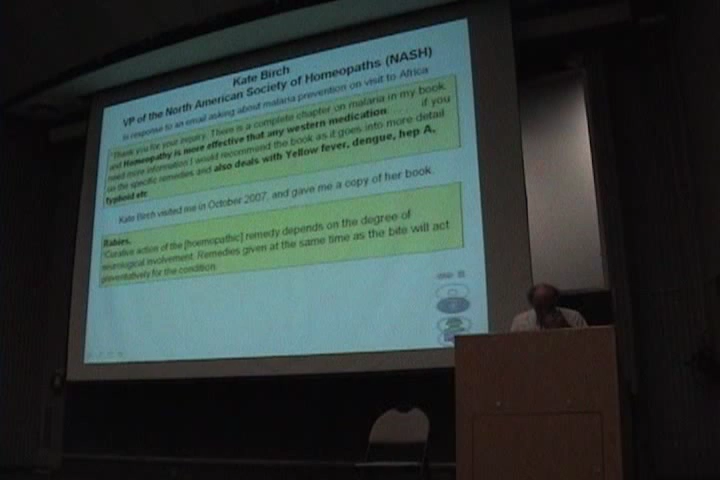 Kate Birch
VP of the North American Society of Homeopaths (NASH)
is response to an email asking about malaria prevention on visit to Africa
"Thank you for your inquiry. There is a complete chapter on malaria in my book.
and Homeopathy is more effective that any western medication. . . . if you
need more information I would recommend the book as it goes into more detail
on the specific remedies and also deals with Yellow fever, dengue, hep A,
typhoid etc
Kate Birch visited me in October 2007, and gave me a copy of her book.
Rabies.
"Curative action of the [hoemopathic] remedy depends on the degree of
neurological involvement. Remedies given at the same time as the bite will act
preventatively for the condition.